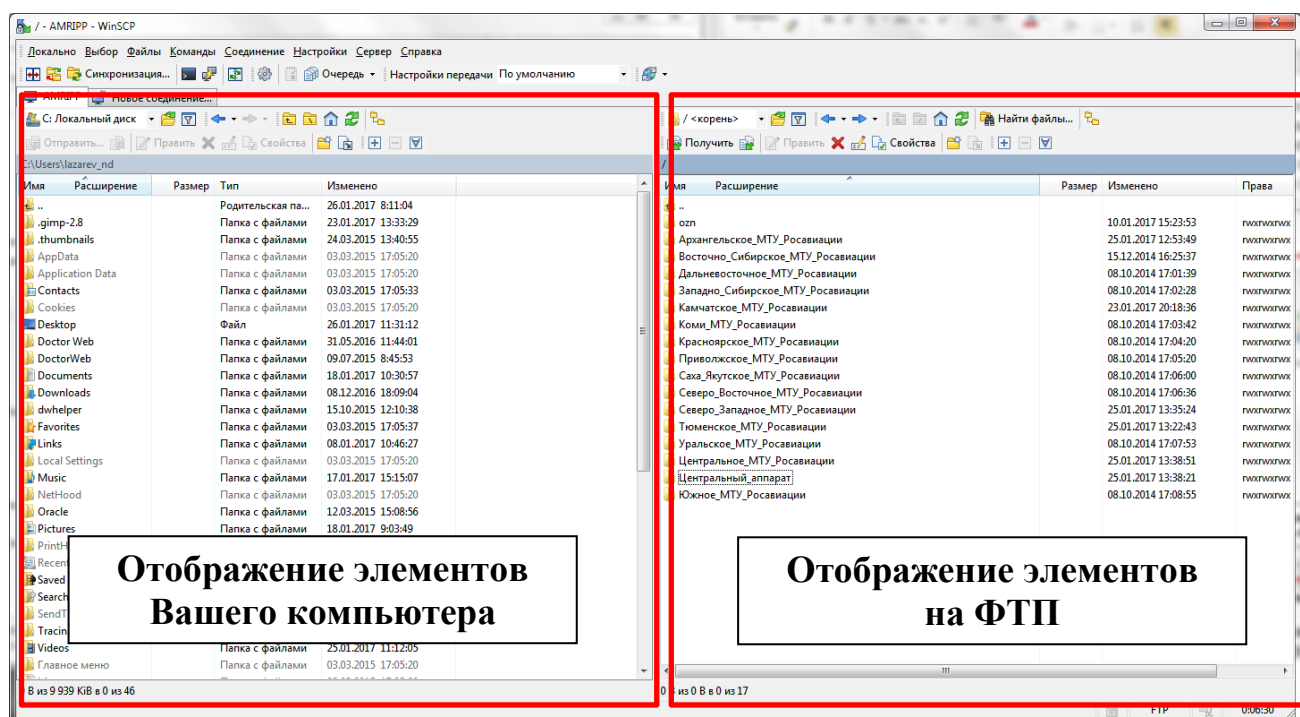 / - AMRIPP - WinSCP
Локально Выбор Файлы Команды Соединение Настройки Сервер Справка
Синхронизация... Очередь Настройки передачи По умолчанию
AMRIPP Новое соединение...
C: Локальный диск
Отправить... Править Свойства
C:\Users\lazarev_nd
Имя Расширение Размер Тип Изменено
.. Родительская па... 26.01.2017 8:11:04
.gimp-2.8 Папка с файлами 23.01.2017 13:33:29
.thumbnails Папка с файлами 24.03.2015 13:40:55
AppData Папка с файлами 03.03.2015 17:05:20
Application Data Папка с файлами 03.03.2015 17:05:20
Contacts Папка с файлами 03.03.2015 17:05:33
Cookies Папка с файлами 03.03.2015 17:05:20
Desktop Файл 26.01.2017 11:31:12
Doctor Web Папка с файлами 31.05.2016 11:44:01
DoctorWeb Папка с файлами 09.07.2015 8:45:53
Documents Папка с файлами 18.01.2017 10:30:57
Downloads Папка с файлами 08.12.2016 18:09:04
dwhelper Папка с файлами 15.10.2015 12:10:38
Favorites Папка с файлами 03.03.2015 17:05:37
Links Папка с файлами 08.01.2017 10:46:27
Local Settings Папка с файлами 03.03.2015 17:05:20
Music Папка с файлами 17.01.2017 15:15:07
NetHood Папка с файлами 03.03.2015 17:05:20
Oracle Папка с файлами 12.03.2015 15:08:56
Pictures Папка с файлами 18.01.2017 9:03:49
PrintH
Recent
Saved
Search
SendT
Tracin
Videos Папка с файлами 25.01.2017 11:12:05
Главное меню Папка с файлами 03.03.2015 17:05:20
0 B из 9 939 KiB в 0 из 46
Отображение элементов
Вашего компьютера
/ <корень> Найти файлы...
Получить Править Свойства
/
Имя Расширение Размер Изменено Права
..
ozn 10.01.2017 15:23:53 rwxrwxrwx
Архангельское_МТУ_Росавиации 25.01.2017 12:53:49 rwxrwxrwx
Восточно_Сибирское_МТУ_Росавиации 15.12.2014 16:25:37 rwxrwxrwx
Дальневосточное_МТУ_Росавиации 08.10.2014 17:01:39 rwxrwxrwx
Западно_Сибирское_МТУ_Росавиации 08.10.2014 17:02:28 rwxrwxrwx
Камчатское_МТУ_Росавиации 23.01.2017 20:18:36 rwxrwxrwx
Коми_МТУ_Росавиации 08.10.2014 17:03:42 rwxrwxrwx
Красноярское_МТУ_Росавиации 08.10.2014 17:04:20 rwxrwxrwx
Приволжское_МТУ_Росавиации 08.10.2014 17:05:20 rwxrwxrwx
Саха_Якутское_МТУ_Росавиации 08.10.2014 17:06:00 rwxrwxrwx
Северо_Восточное_МТУ_Росавиации 08.10.2014 17:06:36 rwxrwxrwx
Северо_Западное_МТУ_Росавиации 25.01.2017 13:35:24 rwxrwxrwx
Тюменское_МТУ_Росавиации 25.01.2017 13:22:43 rwxrwxrwx
Уральское_МТУ_Росавиации 08.10.2014 17:07:53 rwxrwxrwx
Центральное_МТУ_Росавиации 25.01.2017 13:38:51 rwxrwxrwx
Центральный_аппарат 25.01.2017 13:38:21 rwxrwxrwx
Южное_МТУ_Росавиации 08.10.2014 17:08:55 rwxrwxrwx
Отображение элементов
на ФТП
0 B из 0 B в 0 из 17
FTP 0:06:30